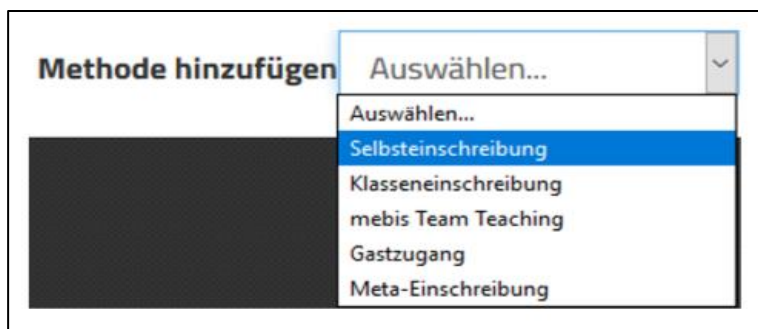 Methode hinzufügen Auswählen...
Auswählen...
Selbsteinschreibung
Klasseneinschreibung
mebis Team Teaching
Gastzugang
Meta-Einschreibung